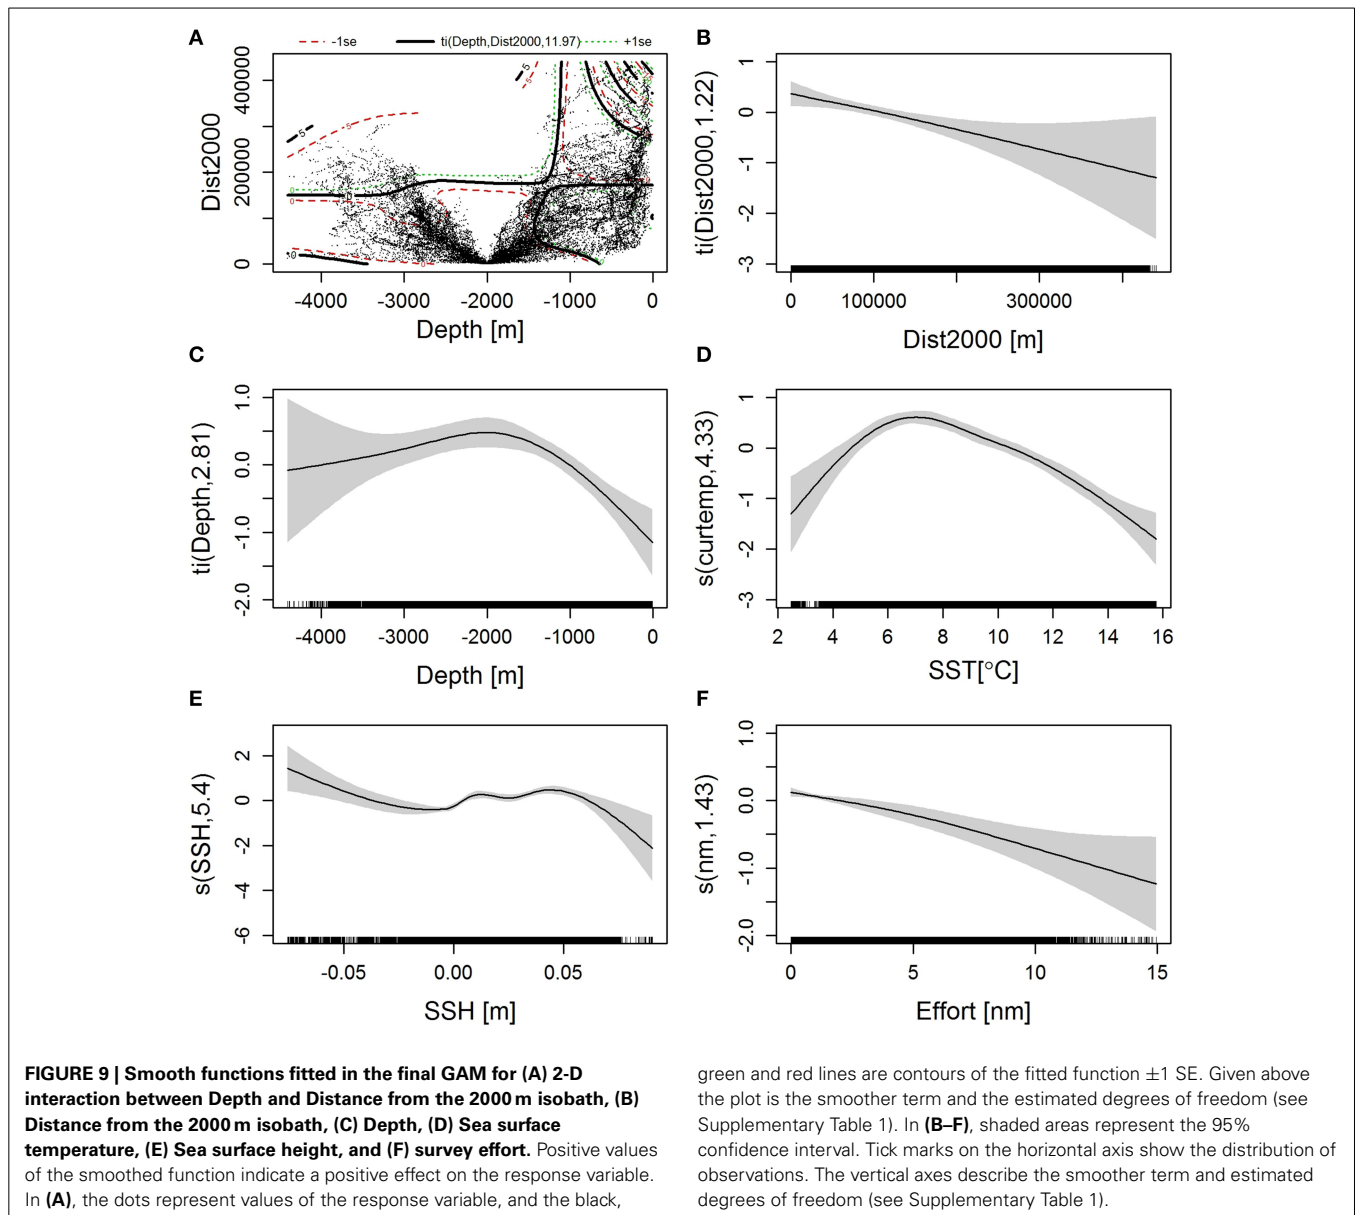 A
-1se ti(Depth,Dist2000,11.97) +1se
Dist2000
400000
200000
0
-4000 -3000 -2000 -1000 0
Depth [m]
B
ti(Dist2000,1.22)
1
0
-1
-2
-3
0 100000 300000
Dist2000 [m]
C
ti(Depth,2.81)
1.0
0.0
-1.0
-2.0
-4000 -3000 -2000 -1000 0
Depth [m]
D
s(curtemp,4.33)
1
0
-1
-2
-3
2 4 6 8 10 12 14 16
SST[°C]
E
s(SSH,5.4)
2
0
-2
-4
-6
-0.05 0.00 0.05
SSH [m]
F
s(nm,1.43)
1.0
0.0
-1.0
-2.0
0 5 10 15
Effort [nm]
FIGURE 9 | Smooth functions fitted in the final GAM for (A) 2-D
interaction between Depth and Distance from the 2000 m isobath, (B)
Distance from the 2000 m isobath, (C) Depth, (D) Sea surface
temperature, (E) Sea surface height, and (F) survey effort. Positive values
of the smoothed function indicate a positive effect on the response variable.
In (A), the dots represent values of the response variable, and the black,
green and red lines are contours of the fitted function ±1 SE. Given above
the plot is the smoother term and the estimated degrees of freedom (see
Supplementary Table 1). In (B–F), shaded areas represent the 95%
confidence interval. Tick marks on the horizontal axis show the distribution of
observations. The vertical axes describe the smoother term and estimated
degrees of freedom (see Supplementary Table 1).